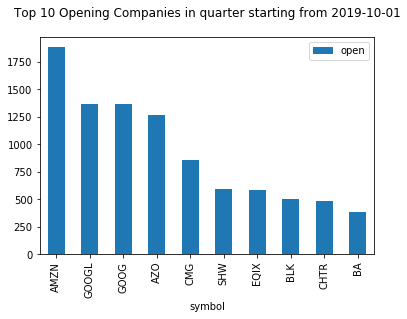 Top 10 Opening Companies in quarter starting from 2019-10-01
open
1750
1500
1250
1000
750
500
250
0
AMZN
GOOGL
GOOG
AZO
CMG
SHW
EQIX
BLK
CHTR
BA
symbol